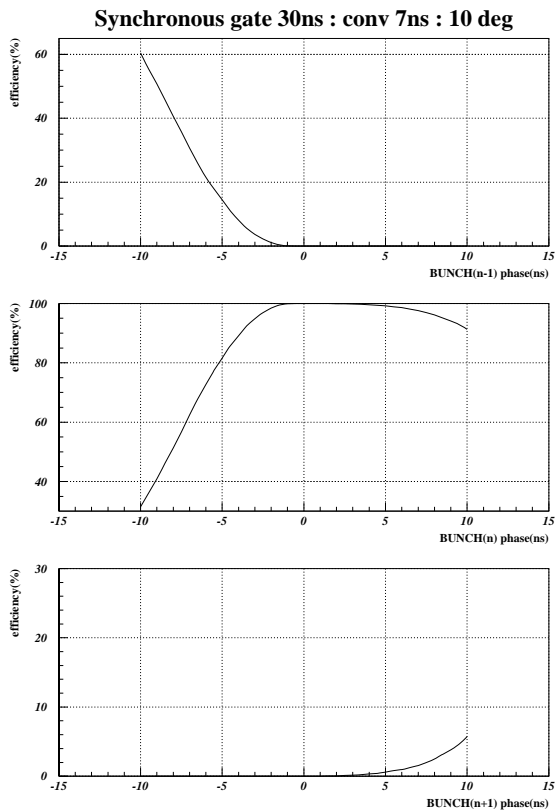 Synchronous gate 30ns : conv 7ns : 10 deg
efficiency(%)
60
40
20
0
-15 -10 -5 0 5 10 15
BUNCH(n-1) phase(ns)
efficiency(%)
100
80
60
40
-15 -10 -5 0 5 10 15
BUNCH(n) phase(ns)
efficiency(%)
30
20
10
0
-15 -10 -5 0 5 10 15
BUNCH(n+1) phase(ns)